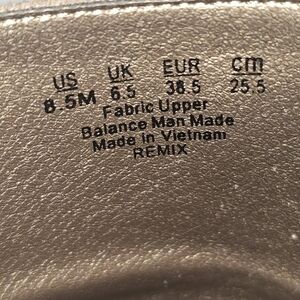 US UK EUR cm
8.5M 6.5 38.5 25.5
Fabric Upper
Balance Man Made
Made in Vietnam
REMIX